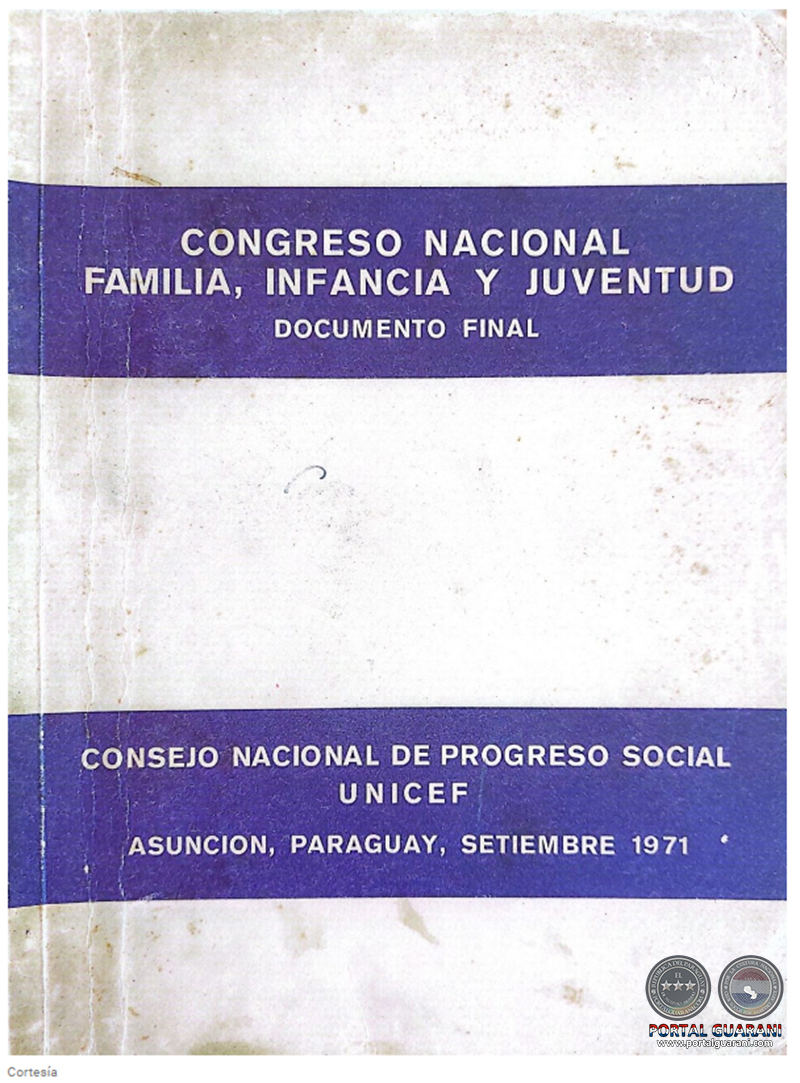 CONGRESO NACIONAL
FAMILIA, INFANCIA Y JUVENTUD
DOCUMENTO FINAL
CONSEJO NACIONAL DE PROGRESO SOCIAL
UNICEF
ASUNCION, PARAGUAY, SETIEMBRE 1971
EL
PORTAL GUARANI
www.portalguarani.com
Cortesía